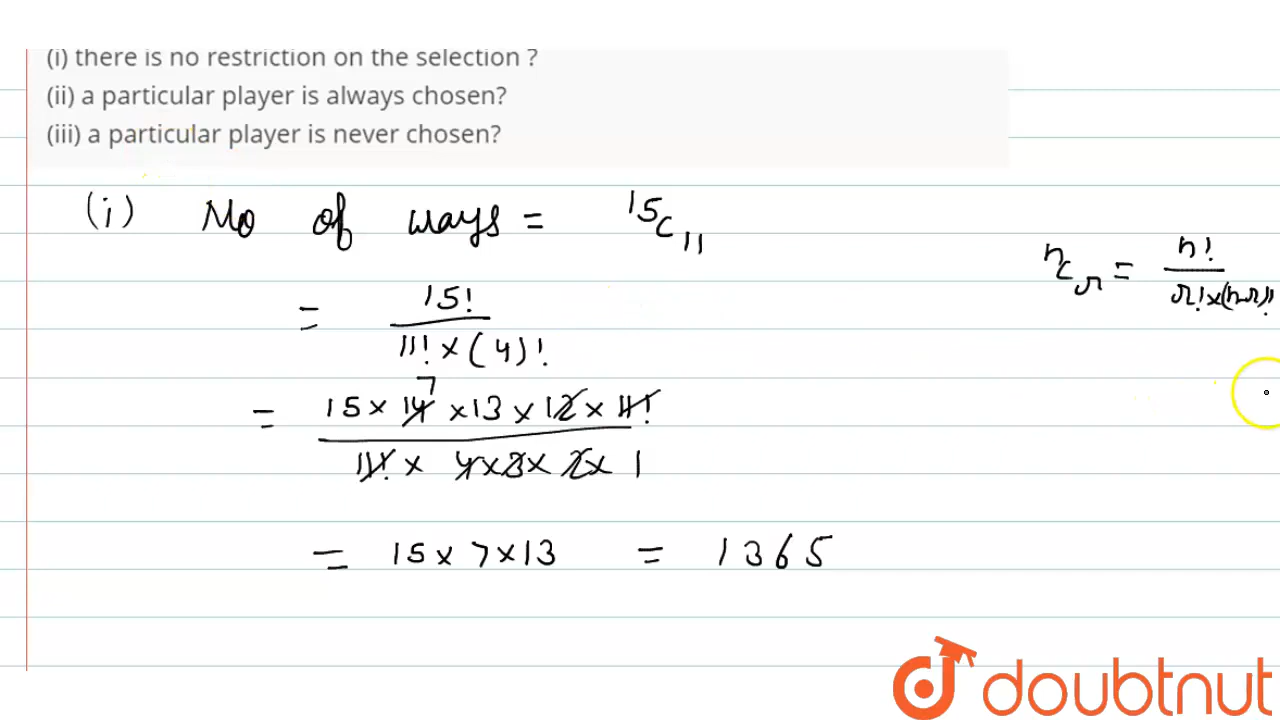 (i) there is no restriction on the selection ?
(ii) a particular player is always chosen?
(iii) a particular player is never chosen?
(i) No of ways = ¹⁵C₁₁
ⁿCᵣ = n! / r!×(n-r)!
= 15! / 11!×(4)!
7
= 15×14×13×12×11! / 11!×4×3×2×1
= 15×7×13 = 1365
doubtnut